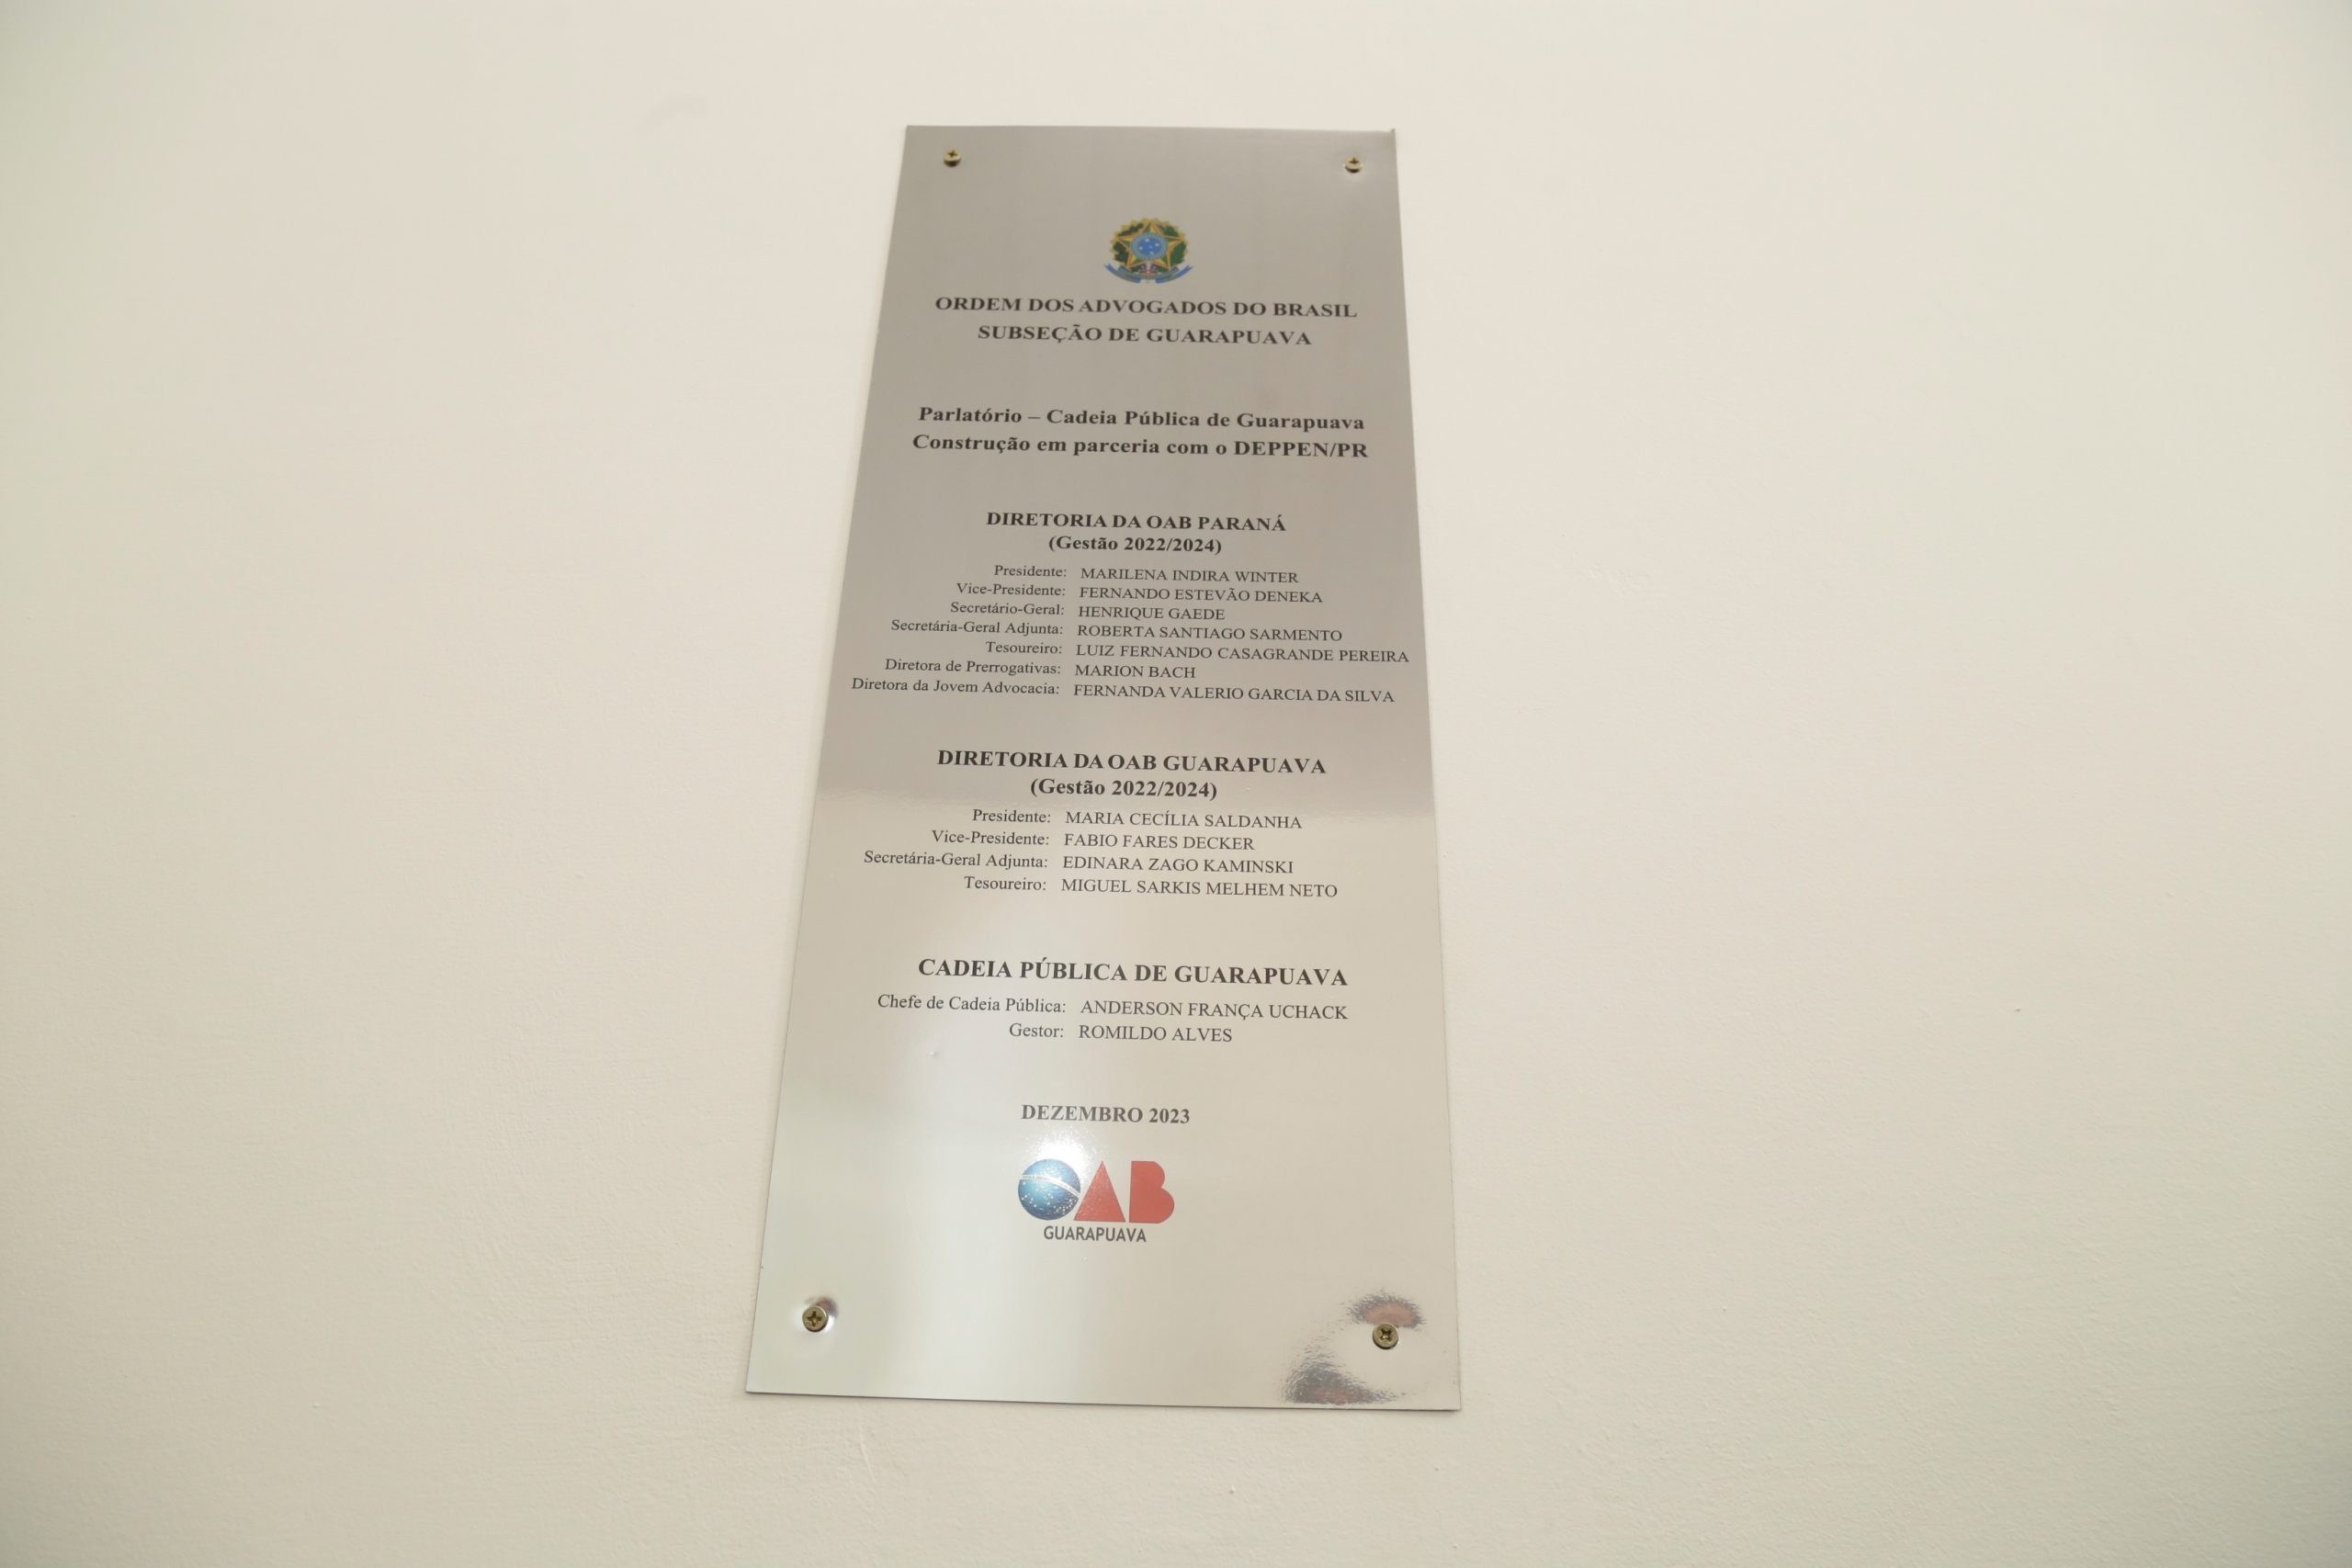 ORDEM DOS ADVOGADOS DO BRASIL
SUBSEÇÃO DE GUARAPUAVA
Parlatório – Cadeia Pública de Guarapuava
Construção em parceria com o DEPPEN/PR
DIRETORIA DA OAB PARANÁ
(Gestão 2022/2024)
Presidente: MARILENA INDIRA WINTER
Vice-Presidente: FERNANDO ESTEVÃO DENEKA
Secretário-Geral: HENRIQUE GAEDE
Secretária-Geral Adjunta: ROBERTA SANTIAGO SARMENTO
Tesoureiro: LUIZ FERNANDO CASAGRANDE PEREIRA
Diretora de Prerrogativas: MARION BACH
Diretora da Jovem Advocacia: FERNANDA VALERIO GARCIA DA SILVA
DIRETORIA DA OAB GUARAPUAVA
(Gestão 2022/2024)
Presidente: MARIA CECÍLIA SALDANHA
Vice-Presidente: FABIO FARES DECKER
Secretária-Geral Adjunta: EDINARA ZAGO KAMINSKI
Tesoureiro: MIGUEL SARKIS MELHEM NETO
CADEIA PÚBLICA DE GUARAPUAVA
Chefe de Cadeia Pública: ANDERSON FRANÇA UCHACK
Gestor: ROMILDO ALVES
DEZEMBRO 2023
OAB
GUARAPUAVA